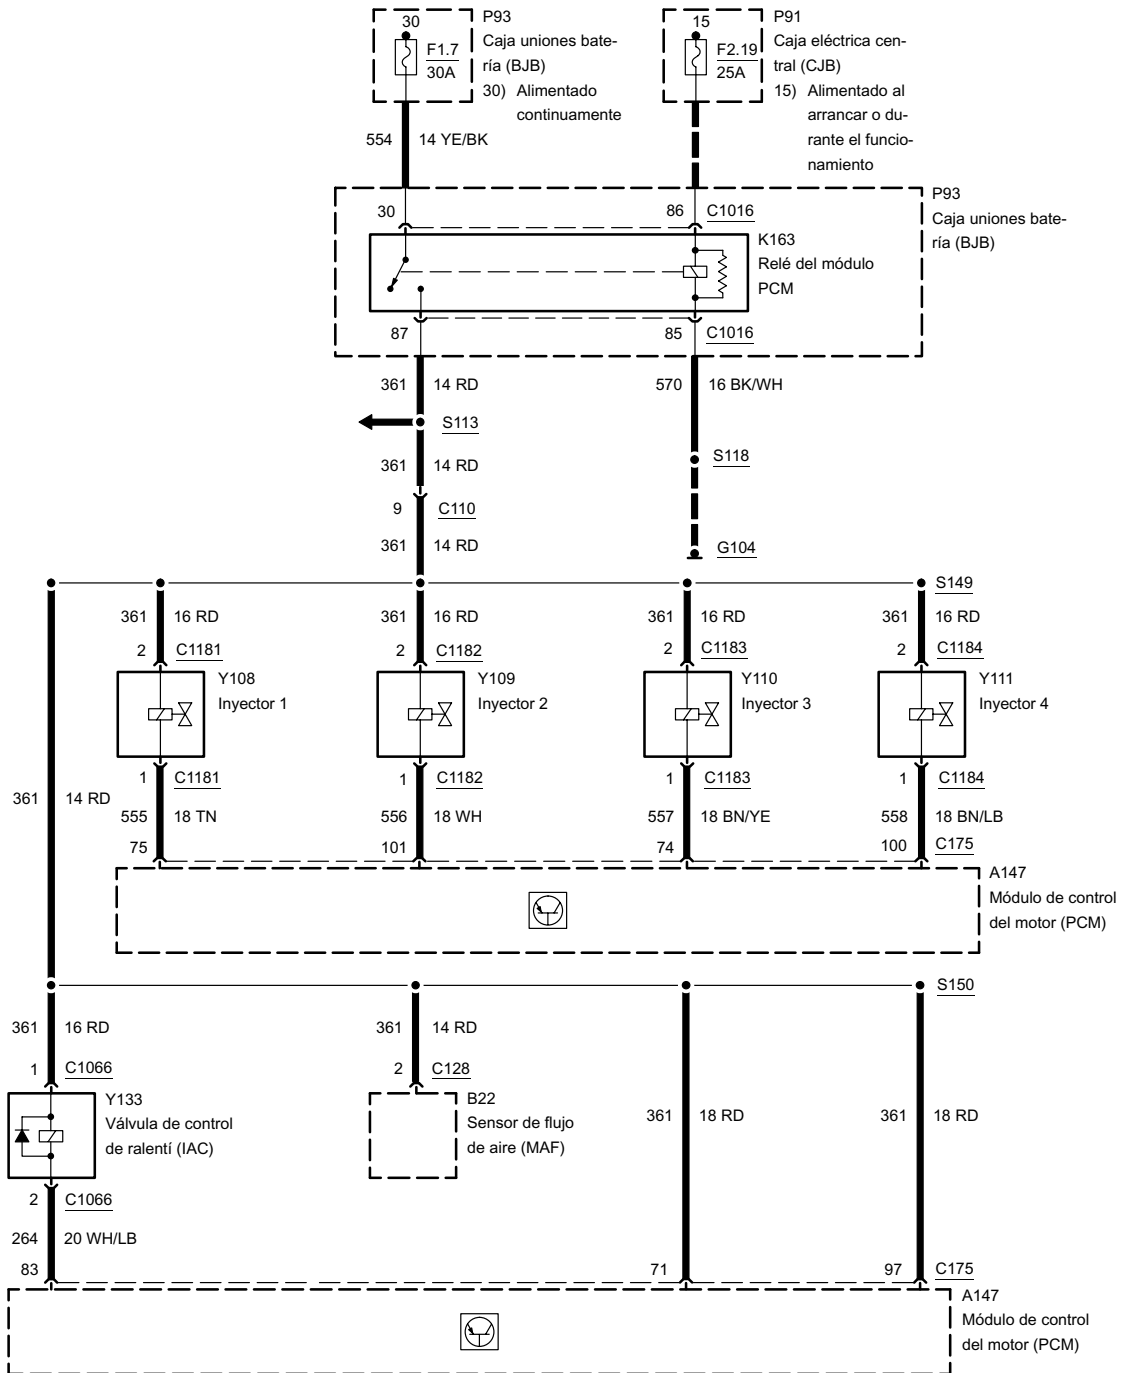 30
F1.7
30A
P93
Caja uniones bate-
ría (BJB)
30) Alimentado
continuamente
15
F2.19
25A
P91
Caja eléctrica cen-
tral (CJB)
15) Alimentado al
arrancar o du-
rante el funcio-
namiento
554 14 YE/BK
P93
Caja uniones bate-
ría (BJB)
30
86 C1016
K163
Relé del módulo
PCM
87
85 C1016
361 14 RD
570 16 BK/WH
S113
S118
361 14 RD
9 C110
361 14 RD
G104
S149
361 16 RD
361 16 RD
361 16 RD
361 16 RD
2 C1181
2 C1182
2 C1183
2 C1184
Y108
Inyector 1
Y109
Inyector 2
Y110
Inyector 3
Y111
Inyector 4
1 C1181
1 C1182
1 C1183
1 C1184
361 14 RD
555 18 TN
556 18 WH
557 18 BN/YE
558 18 BN/LB
75
101
74
100 C175
A147
Módulo de control
del motor (PCM)
S150
361 16 RD
361 14 RD
1 C1066
2 C128
Y133
Válvula de control
de ralentí (IAC)
B22
Sensor de flujo
de aire (MAF)
361 18 RD
361 18 RD
2 C1066
264 20 WH/LB
83
71
97 C175
A147
Módulo de control
del motor (PCM)